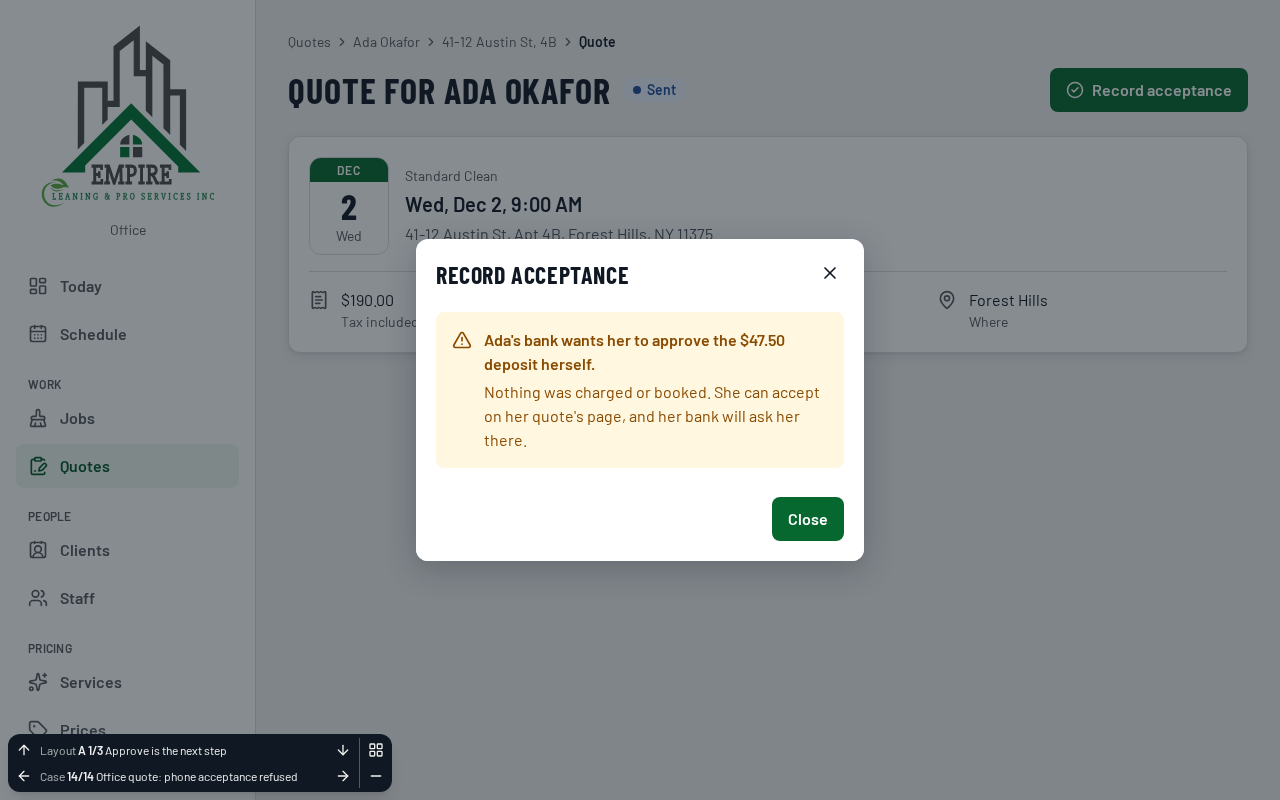 EMPIRE
LEANING & PRO SERVICES INC
Office
Today
Schedule
WORK
Jobs
Quotes
PEOPLE
Clients
Staff
PRICING
Services
Prices
Quotes > Ada Okafor > 41-12 Austin St, 4B > Quote
QUOTE FOR ADA OKAFOR
Sent
Record acceptance
DEC
2
Wed
Standard Clean
Wed, Dec 2, 9:00 AM
41-12 Austin St, Apt 4B, Forest Hills, NY 11375
$190.00
Tax included
Forest Hills
Where
RECORD ACCEPTANCE
Ada's bank wants her to approve the $47.50
deposit herself.
Nothing was charged or booked. She can accept
on her quote's page, and her bank will ask her
there.
Close
Layout A 1/3 Approve is the next step
Case 14/14 Office quote: phone acceptance refused